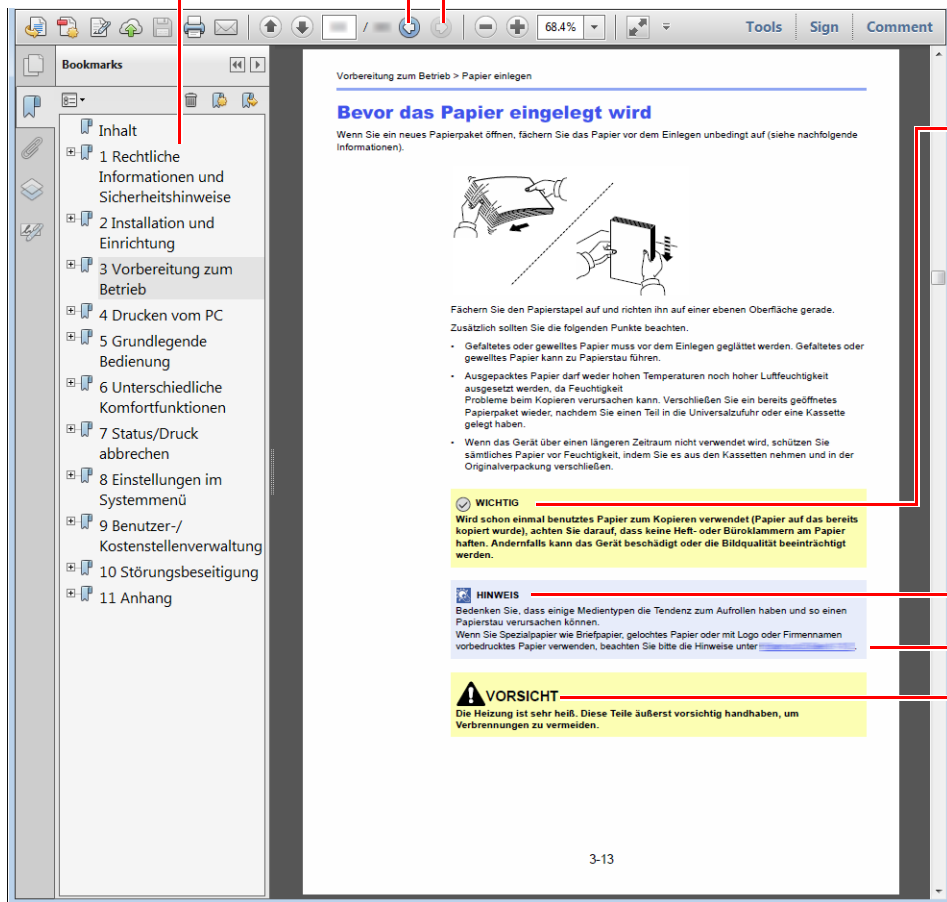 68.4%
Tools
Sign
Comment
Bookmarks
Inhalt
1 Rechtliche
Informationen und
Sicherheitshinweise
2 Installation und
Einrichtung
3 Vorbereitung zum
Betrieb
4 Drucken vom PC
5 Grundlegende
Bedienung
6 Unterschiedliche
Komfortfunktionen
7 Status/Druck
abbrechen
8 Einstellungen im
Systemmenü
9 Benutzer-/
Kostenstellenverwaltung
10 Störungsbeseitigung
11 Anhang
Vorbereitung zum Betrieb > Papier einlegen
Bevor das Papier eingelegt wird
Wenn Sie ein neues Papierpaket öffnen, fächern Sie das Papier vor dem Einlegen unbedingt auf (siehe nachfolgende
Informationen).
Fächern Sie den Papierstapel auf und richten ihn auf einer ebenen Oberfläche gerade.
Zusätzlich sollten Sie die folgenden Punkte beachten.
• Gefaltetes oder gewelltes Papier muss vor dem Einlegen geglättet werden. Gefaltetes oder
gewelltes Papier kann zu Papierstau führen.
• Ausgepacktes Papier darf weder hohen Temperaturen noch hoher Luftfeuchtigkeit
ausgesetzt werden, da Feuchtigkeit
Probleme beim Kopieren verursachen kann. Verschließen Sie ein bereits geöffnetes
Papierpaket wieder, nachdem Sie einen Teil in die Universalzufuhr oder eine Kassette
gelegt haben.
• Wenn das Gerät über einen längeren Zeitraum nicht verwendet wird, schützen Sie
sämtliches Papier vor Feuchtigkeit, indem Sie es aus den Kassetten nehmen und in der
Originalverpackung verschließen.
WICHTIG
Wird schon einmal benutztes Papier zum Kopieren verwendet (Papier auf das bereits
kopiert wurde), achten Sie darauf, dass keine Heft- oder Büroklammern am Papier
haften. Andernfalls kann das Gerät beschädigt oder die Bildqualität beeinträchtigt
werden.
HINWEIS
Bedenken Sie, dass einige Medientypen die Tendenz zum Aufrollen haben und so einen
Papierstau verursachen können.
Wenn Sie Spezialpapier wie Briefpapier, gelochtes Papier oder mit Logo oder Firmennamen
vorbedrucktes Papier verwenden, beachten Sie bitte die Hinweise unter
VORSICHT
Die Heizung ist sehr heiß. Diese Teile äußerst vorsichtig handhaben, um
Verbrennungen zu vermeiden.
3-13